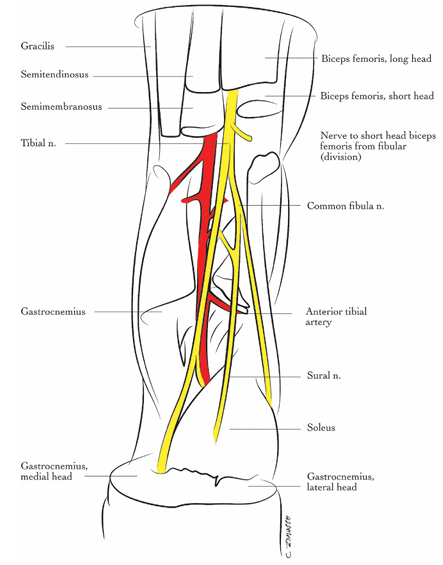 Gracilis
Semitendinosus
Semimembranosus
Tibial n.
Gastrocnemius
Gastrocnemius,
medial head
Biceps femoris, long head
Biceps femoris, short head
Nerve to short head biceps
femoris from fibular
(division)
Common fibula n.
Anterior tibial
artery
Sural n.
Soleus
Gastrocnemius,
lateral head